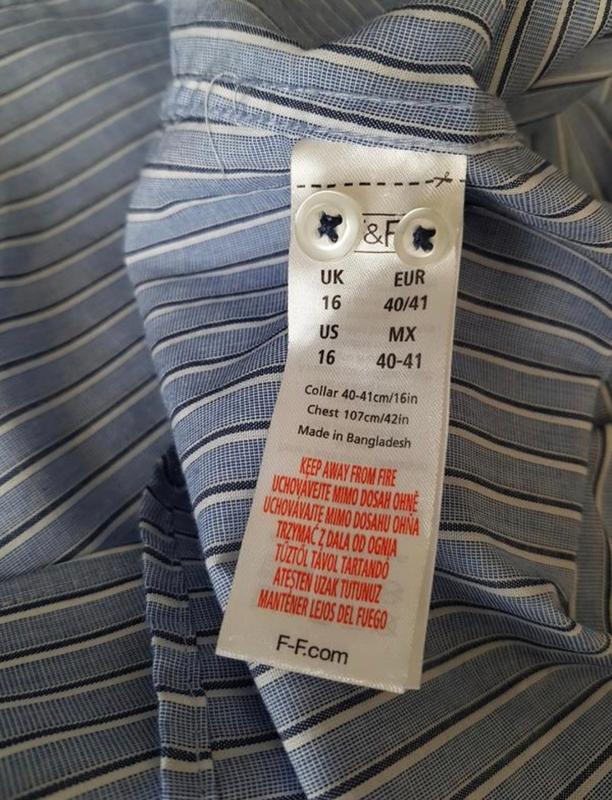 &F
UK EUR
16 40/41
US MX
16 40-41
Collar 40-41cm/16in
Chest 107cm/42in
Made in Bangladesh
KEEP AWAY FROM FIRE
UCHOVÁVEJTE MIMO DOSAH OHNĚ
UCHOVÁVAJTE MIMO DOSAHU OHŇA
TRZYMAĆ Z DALA OD OGNIA
TŰZTŐL TÁVOL TARTANDÓ
ATEŞTEN UZAK TUTUNUZ
MANTENER LEJOS DEL FUEGO
F-F.com